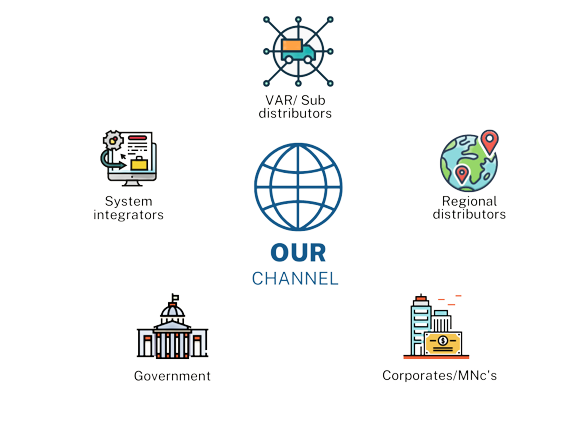 VAR/ Sub
distributors
System
integrators
Regional
distributors
OUR
CHANNEL
Government
Corporates/MNc's